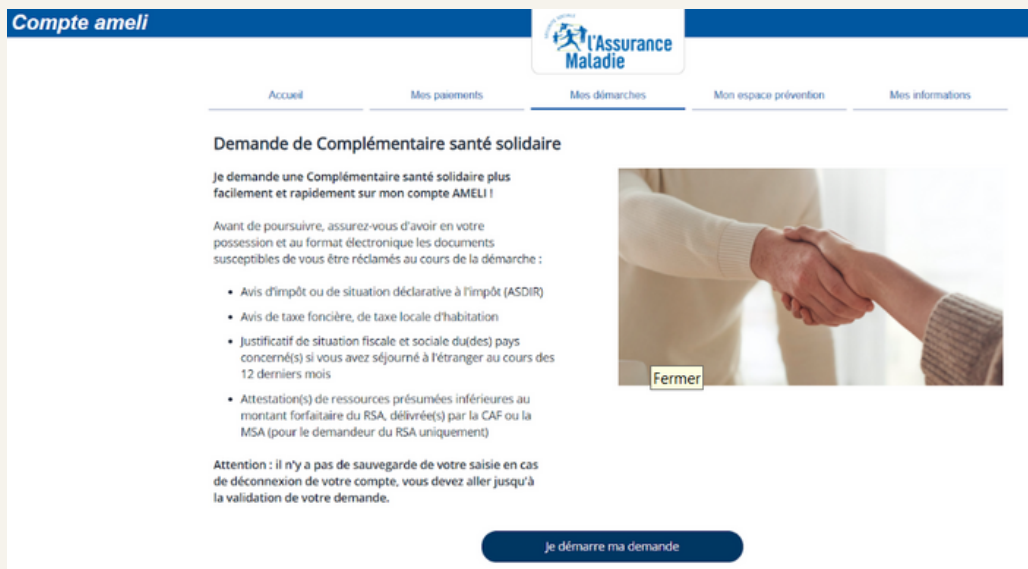 Compte ameli
SÉCURITÉ SOCIALE
l'Assurance
Maladie
Accueil
Mes paiements
Mes démarches
Mon espace prévention
Mes informations
Demande de Complémentaire santé solidaire
Je demande une Complémentaire santé solidaire plus
facilement et rapidement sur mon compte AMELI !
Avant de poursuivre, assurez-vous d'avoir en votre
possession et au format électronique les documents
susceptibles de vous être réclamés au cours de la démarche :
• Avis d'impôt ou de situation déclarative à l'impôt (ASDIR)
• Avis de taxe foncière, de taxe locale d'habitation
• Justificatif de situation fiscale et sociale du(des) pays
concerné(s) si vous avez séjourné à l'étranger au cours des
12 derniers mois
• Attestation(s) de ressources présumées inférieures au
montant forfaitaire du RSA, délivrée(s) par la CAF ou la
MSA (pour le demandeur du RSA uniquement)
Fermer
Attention : il n'y a pas de sauvegarde de votre saisie en cas
de déconnexion de votre compte, vous devez aller jusqu'à
la validation de votre demande.
Je démarre ma demande